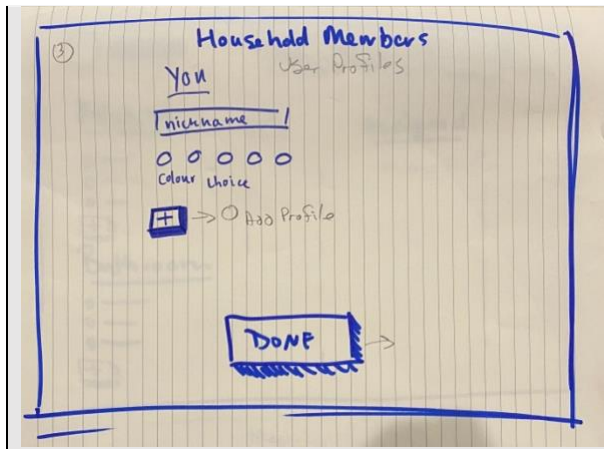 3
Household Members
User Profiles
You
nickname
Colour choice
+ → Add Profile
DONE →